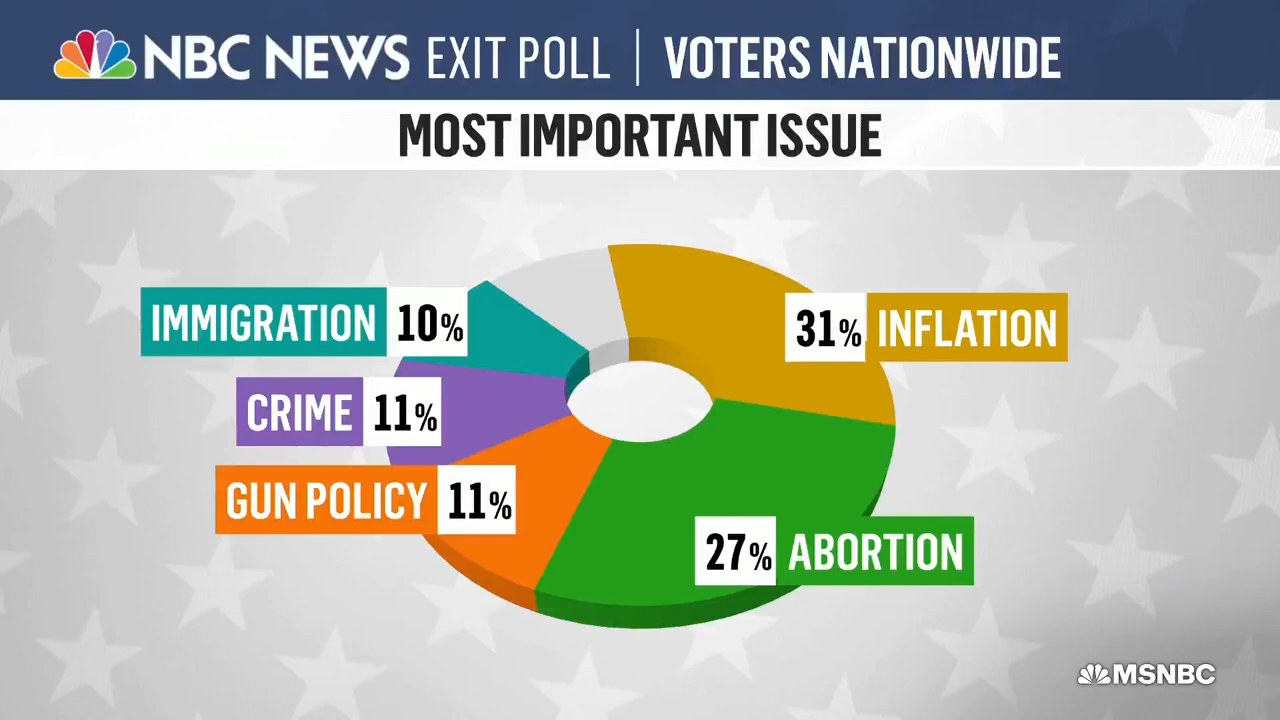 NBC NEWS EXIT POLL | VOTERS NATIONWIDE
MOST IMPORTANT ISSUE
IMMIGRATION 10%
31% INFLATION
CRIME 11%
GUN POLICY 11%
27% ABORTION
MSNBC